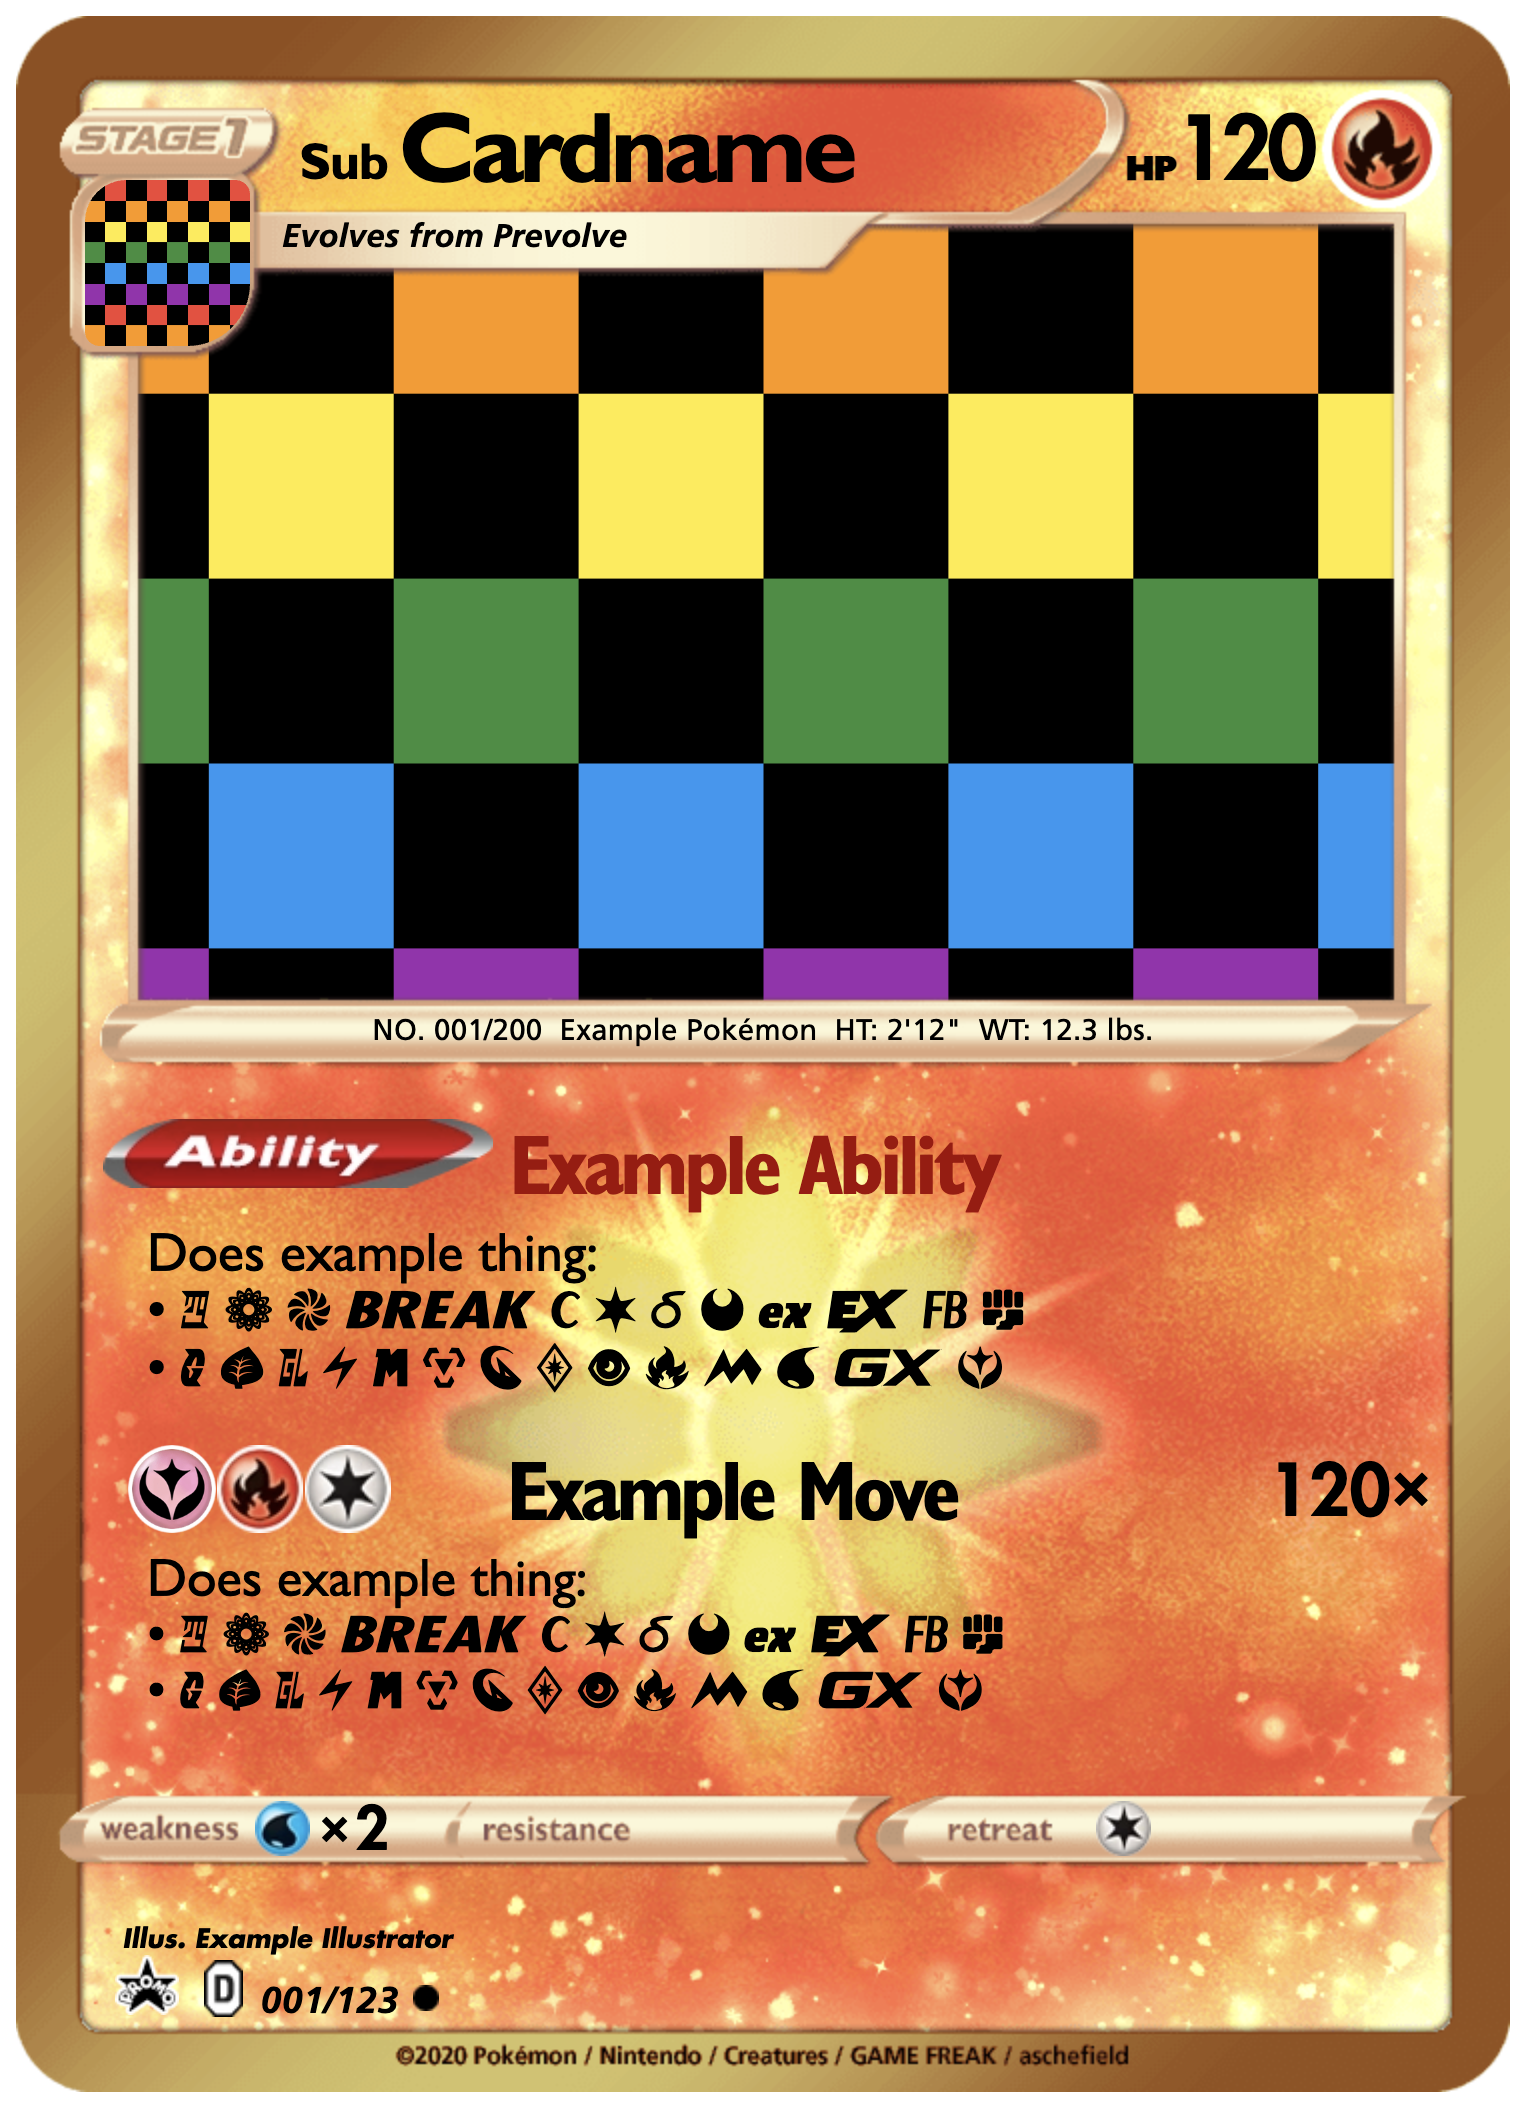 STAGE1
Sub Cardname
HP 120
Evolves from Prevolve
NO. 001/200 Example Pokémon HT: 2'12" WT: 12.3 lbs.
Ability Example Ability
Does example thing:
• BREAK C δ ex EX FB
• G GL M GX
Example Move 120×
Does example thing:
• BREAK C δ ex EX FB
• G GL M GX
weakness ×2 resistance retreat
Illus. Example Illustrator
PROMO D 001/123
©2020 Pokémon / Nintendo / Creatures / GAME FREAK / aschefield